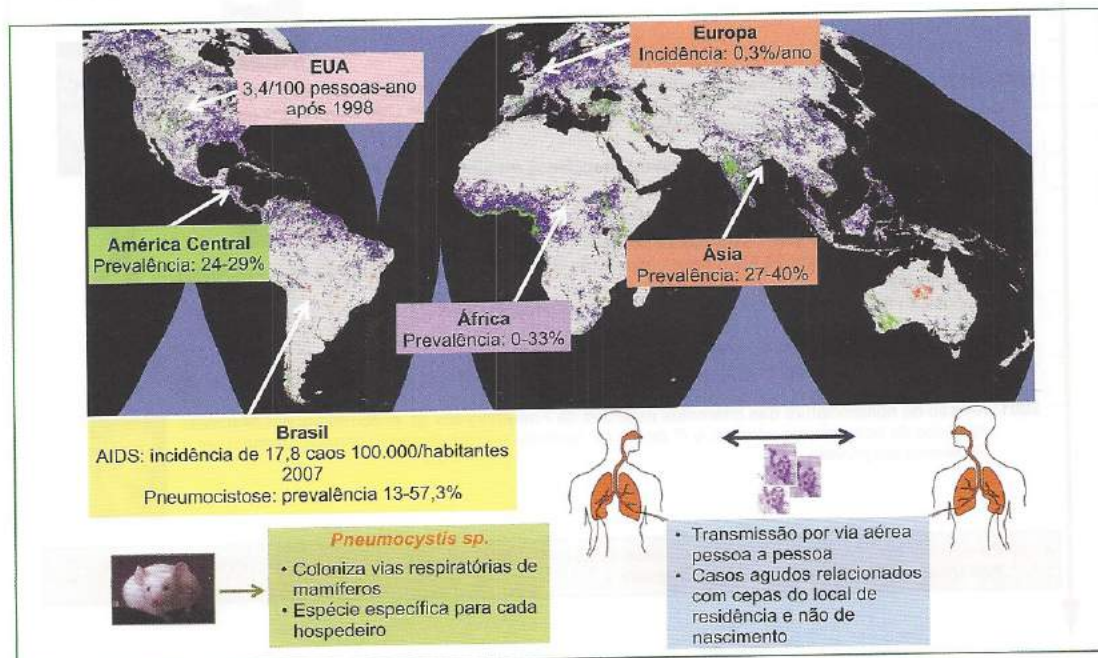 Europa
Incidência: 0,3%/ano
EUA
3,4/100 pessoas-ano
após 1998
América Central
Prevalência: 24-29%
Ásia
Prevalência: 27-40%
África
Prevalência: 0-33%
Brasil
AIDS: incidência de 17,8 caos 100.000/habitantes
2007
Pneumocistose: prevalência 13-57,3%
Pneumocystis sp.
• Coloniza vias respiratórias de
mamíferos
• Espécie específica para cada
hospedeiro
• Transmissão por via aérea
pessoa a pessoa
• Casos agudos relacionados
com cepas do local de
residência e não de
nascimento